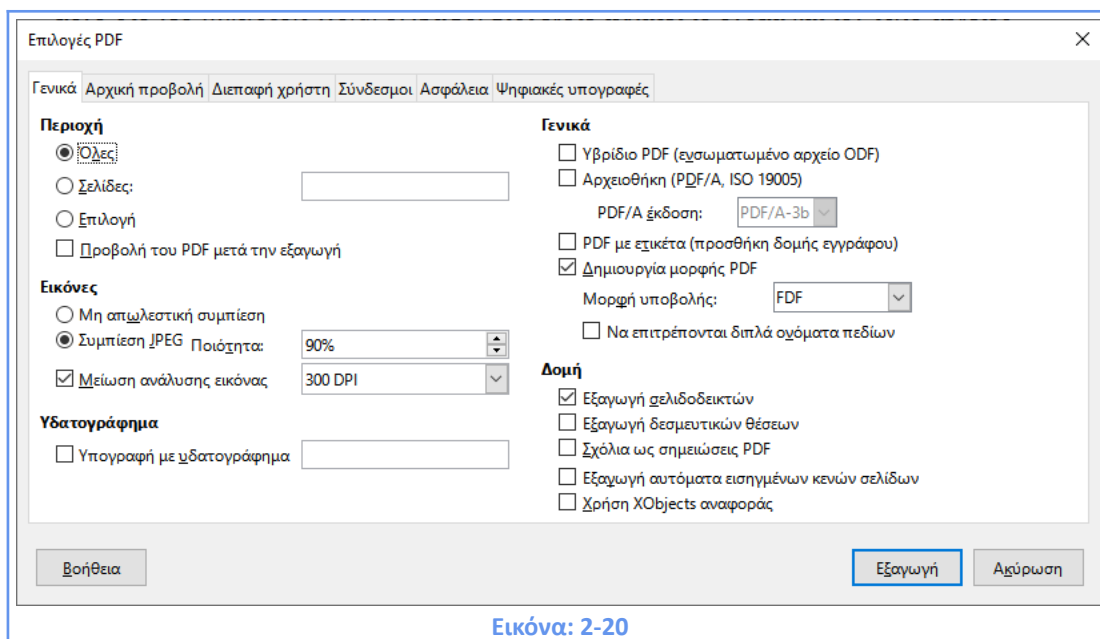 Επιλογές PDF
Γενικά Αρχική προβολή Διεπαφή χρήστη Σύνδεσμοι Ασφάλεια Ψηφιακές υπογραφές
Περιοχή
Όλες
Σελίδες:
Επιλογή
Προβολή του PDF μετά την εξαγωγή
Εικόνες
Μη απωλεστική συμπίεση
Συμπίεση JPEG Ποιότητα: 90%
Μείωση ανάλυσης εικόνας 300 DPI
Υδατογράφημα
Υπογραφή με υδατογράφημα
Γενικά
Υβρίδιο PDF (ενσωματωμένο αρχείο ODF)
Αρχειοθήκη (PDF/A, ISO 19005)
PDF/A έκδοση: PDF/A-3b
PDF με ετικέτα (προσθήκη δομής εγγράφου)
Δημιουργία μορφής PDF
Μορφή υποβολής: FDF
Να επιτρέπονται διπλά ονόματα πεδίων
Δομή
Εξαγωγή σελιδοδεικτών
Εξαγωγή δεσμευτικών θέσεων
Σχόλια ως σημειώσεις PDF
Εξαγωγή αυτόματα εισηγμένων κενών σελίδων
Χρήση XObjects αναφοράς
Βοήθεια Εξαγωγή Ακύρωση
Εικόνα: 2-20